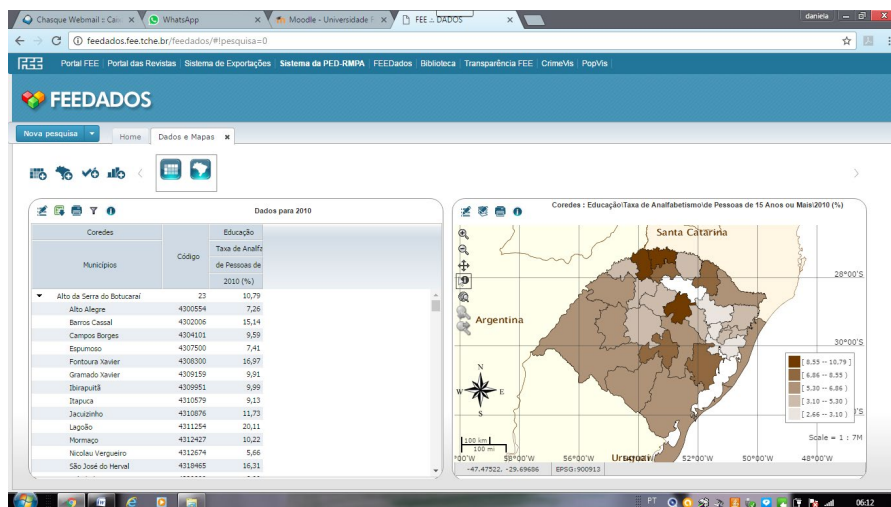 Chasque Webmail :: Cai
WhatsApp
Moodle - Universidade F
FEE .:. DADOS
daniela
feedados.fee.tche.br/feedados/#!pesquisa=0
FEE
Portal FEE
Portal das Revistas
Sistema de Exportações
Sistema da PED-RMPA
FEEDados
Biblioteca
Transparência FEE
CrimeVis
PopVis
FEEDADOS
Nova pesquisa
Home
Dados e Mapas
Dados para 2010
Coredes
Municípios
Código
Educação
Taxa de Analfa
de Pessoas de
2010 (%)
Alto da Serra do Botucaraí 23 10,79
Alto Alegre 4300554 7,26
Barros Cassal 4302006 15,14
Campos Borges 4304101 9,59
Espumoso 4307500 7,41
Fontoura Xavier 4308300 16,97
Gramado Xavier 4309159 9,91
Ibirapuitã 4309951 9,99
Itapuca 4310579 9,13
Jacuizinho 4310876 11,73
Lagoão 4311254 20,11
Mormaço 4312427 10,22
Nicolau Vergueiro 4312674 5,66
São José do Herval 4318465 16,31
Coredes : Educação\Taxa de Analfabetismo\de Pessoas de 15 Anos ou Mais\2010 (%)
Santa Catarina
28°00'S
Argentina
30°00'S
N
W
E
S
[ 8.55 -- 10.79 ]
[ 6.86 -- 8.55 )
[ 5.30 -- 6.86 )
[ 3.10 -- 5.30 )
[ 2.66 -- 3.10 )
100 km
100 mi
Scale = 1 : 7M
58°00'W
56°00'W
52°00'W
50°00'W
48°00'W
-47.47522, -29.69686
EPSG:900913
PT
06:12